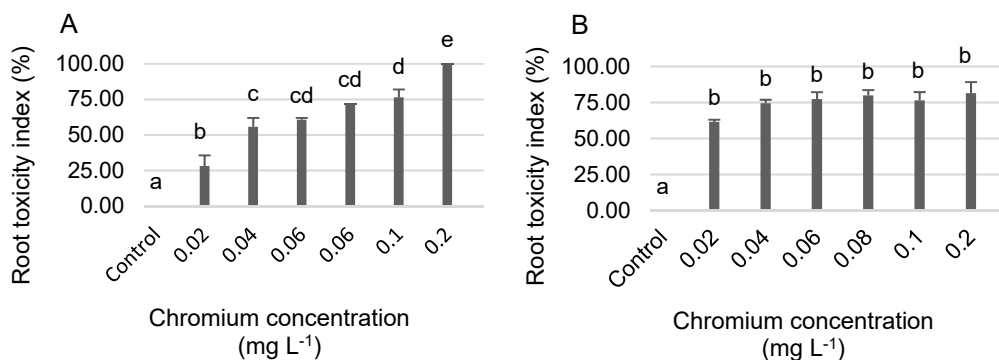 A
Root toxicity index (%)
100.00
75.00
50.00
25.00
0.00
a
b
c
cd
cd
d
e
Control
0.02
0.04
0.06
0.06
0.1
0.2
Chromium concentration
(mg L⁻¹)
B
Root toxicity index (%)
100.00
75.00
50.00
25.00
0.00
a
b
b
b
b
b
b
Control
0.02
0.04
0.06
0.08
0.1
0.2
Chromium concentration
(mg L⁻¹)